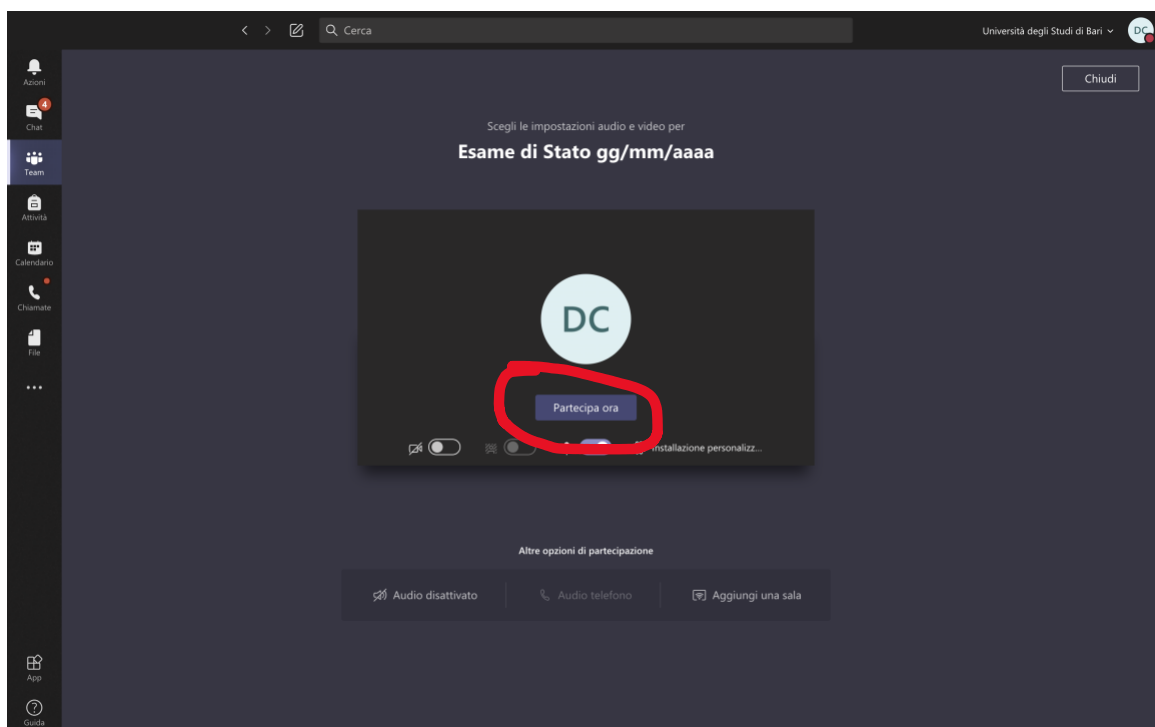 Cerca
Università degli Studi di Bari
DC
Azioni
4
Chat
Team
Attività
Calendario
Chiamate
File
Chiudi
Scegli le impostazioni audio e video per
Esame di Stato gg/mm/aaaa
DC
Partecipa ora
Installazione personalizz...
Altre opzioni di partecipazione
Audio disattivato
Audio telefono
Aggiungi una sala
App
Guida